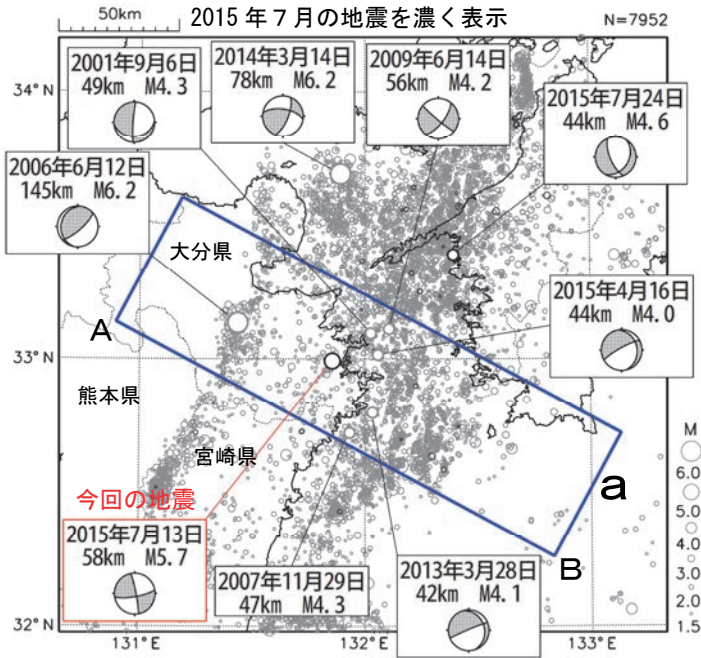 50km
2015年7月の地震を濃く表示
N=7952
2001年9月6日
49km M4.3
2014年3月14日
78km M6.2
2009年6月14日
56km M4.2
2015年7月24日
44km M4.6
2006年6月12日
145km M6.2
2015年4月16日
44km M4.0
34°N
33°N
32°N
大分県
A
熊本県
宮崎県
a
B
今回の地震
2015年7月13日
58km M5.7
2007年11月29日
47km M4.3
2013年3月28日
42km M4.1
M
6.0
5.0
4.0
3.0
2.0
1.5
131°E
132°E
133°E